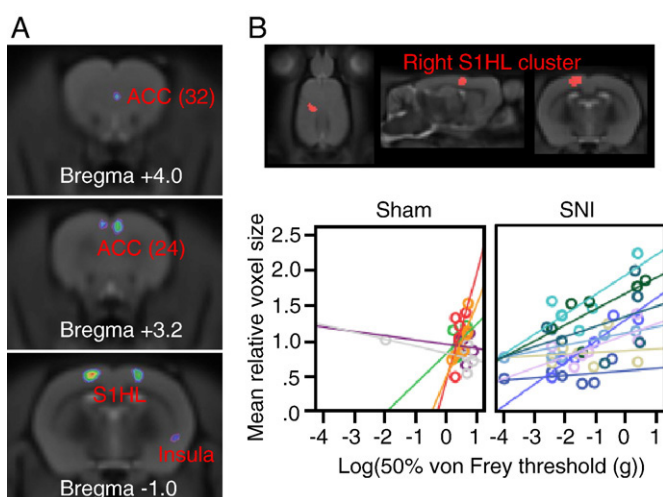 A
ACC (32)
Bregma +4.0
ACC (24)
Bregma +3.2
S1HL
Insula
Bregma -1.0
B
Right S1HL cluster
Sham
SNI
Mean relative voxel size
2.5
2.0
1.5
1.0
0.5
.0
-4 -3 -2 -1 0 1
-4 -3 -2 -1 0 1
Log(50% von Frey threshold (g))